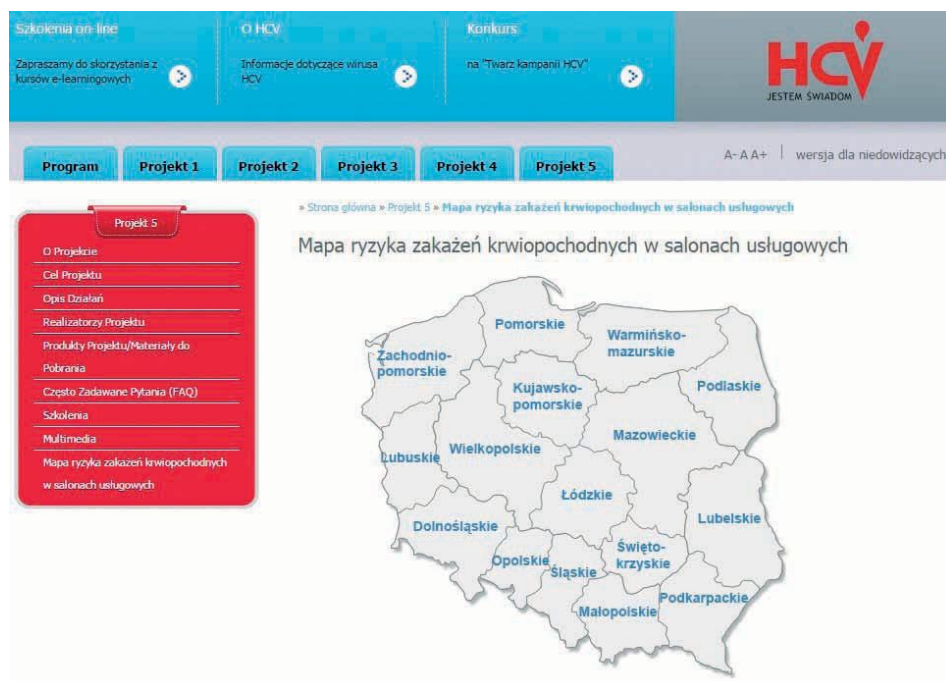 Szkolenia on-line
Zapraszamy do skorzystania z
kursów e-learningowych
O HCV
Informacje dotyczące wirusa
HCV
Konkurs
na "Twarz kampanii HCV"
HCV
JESTEM ŚWIADOM
Program
Projekt 1
Projekt 2
Projekt 3
Projekt 4
Projekt 5
A- A A+ | wersja dla niedowidzących
Projekt 5
O Projekcie
Cel Projektu
Opis Działań
Realizatorzy Projektu
Produkty Projektu/Materiały do
Pobrania
Często Zadawane Pytania (FAQ)
Szkolenia
Multimedia
Mapa ryzyka zakażeń krwiopochodnych
w salonach usługowych
» Strona główna » Projekt 5 » Mapa ryzyka zakażeń krwiopochodnych w salonach usługowych
Mapa ryzyka zakażeń krwiopochodnych w salonach usługowych
Pomorskie
Warmińsko-
mazurskie
Zachodnio-
pomorskie
Podlaskie
Kujawsko-
pomorskie
Mazowieckie
Wielkopolskie
Lubuskie
Łódzkie
Lubelskie
Dolnośląskie
Święto-
krzyskie
Opolskie
Śląskie
Podkarpackie
Małopolskie